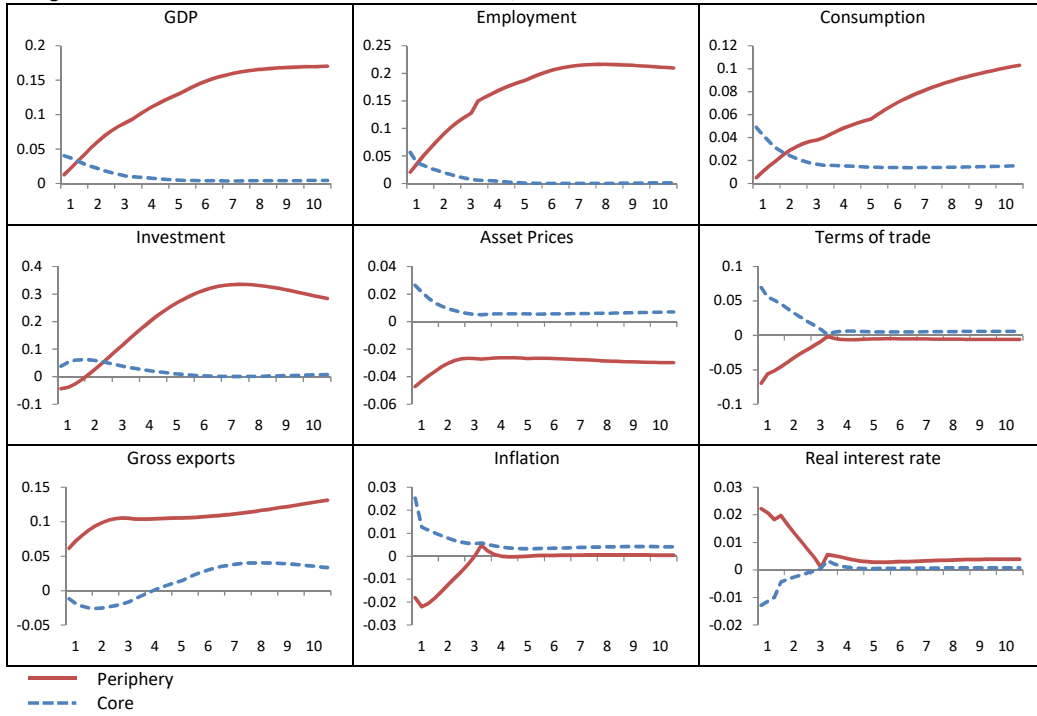 GDP
0.2
0.15
0.1
0.05
0
1 2 3 4 5 6 7 8 9 10
Employment
0.25
0.2
0.15
0.1
0.05
0
1 2 3 4 5 6 7 8 9 10
Consumption
0.12
0.1
0.08
0.06
0.04
0.02
0
1 2 3 4 5 6 7 8 9 10
Investment
0.4
0.3
0.2
0.1
0
-0.1
1 2 3 4 5 6 7 8 9 10
Asset Prices
0.04
0.02
0
-0.02
-0.04
-0.06
1 2 3 4 5 6 7 8 9 10
Terms of trade
0.1
0.05
0
-0.05
-0.1
1 2 3 4 5 6 7 8 9 10
Gross exports
0.15
0.1
0.05
0
-0.05
1 2 3 4 5 6 7 8 9 10
Inflation
0.03
0.02
0.01
0
-0.01
-0.02
-0.03
1 2 3 4 5 6 7 8 9 10
Real interest rate
0.03
0.02
0.01
0
-0.01
-0.02
1 2 3 4 5 6 7 8 9 10
Periphery
Core